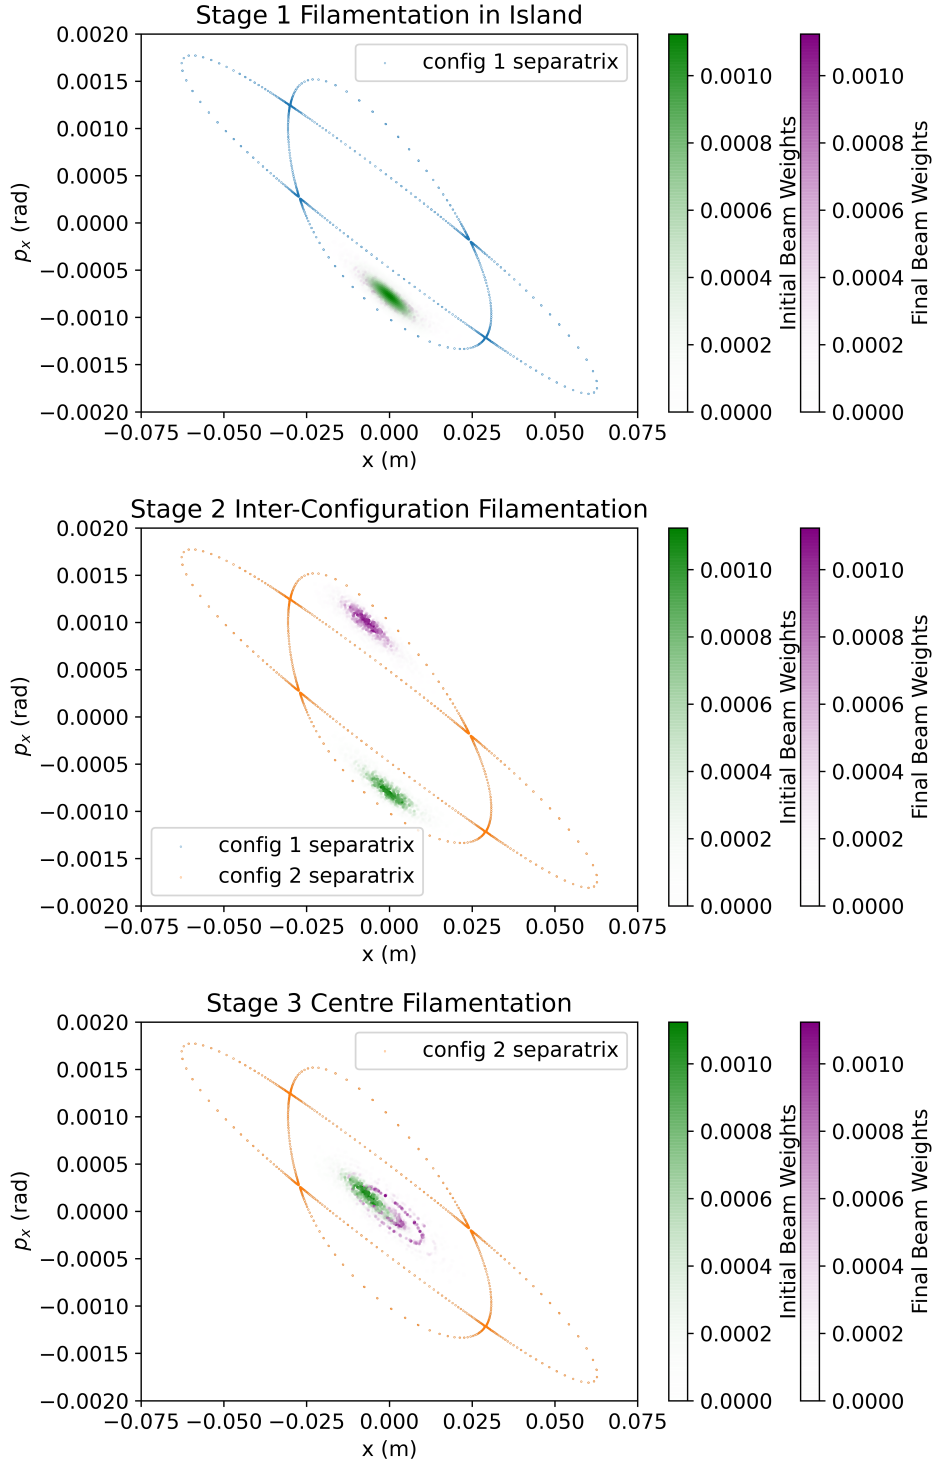 Stage 1 Filamentation in Island
config 1 separatrix
0.0020
0.0015
0.0010
0.0005
0.0000
−0.0005
−0.0010
−0.0015
−0.0020
pₓ (rad)
−0.075 −0.050 −0.025 0.000 0.025 0.050 0.075
x (m)
0.0010
0.0008
0.0006
0.0004
0.0002
0.0000
Initial Beam Weights
0.0010
0.0008
0.0006
0.0004
0.0002
0.0000
Final Beam Weights
Stage 2 Inter-Configuration Filamentation
0.0020
0.0015
0.0010
0.0005
0.0000
−0.0005
−0.0010
−0.0015
−0.0020
pₓ (rad)
config 1 separatrix
config 2 separatrix
−0.075 −0.050 −0.025 0.000 0.025 0.050 0.075
x (m)
0.0010
0.0008
0.0006
0.0004
0.0002
0.0000
Initial Beam Weights
0.0010
0.0008
0.0006
0.0004
0.0002
0.0000
Final Beam Weights
Stage 3 Centre Filamentation
config 2 separatrix
0.0020
0.0015
0.0010
0.0005
0.0000
−0.0005
−0.0010
−0.0015
−0.0020
pₓ (rad)
−0.075 −0.050 −0.025 0.000 0.025 0.050 0.075
x (m)
0.0010
0.0008
0.0006
0.0004
0.0002
0.0000
Initial Beam Weights
0.0010
0.0008
0.0006
0.0004
0.0002
0.0000
Final Beam Weights